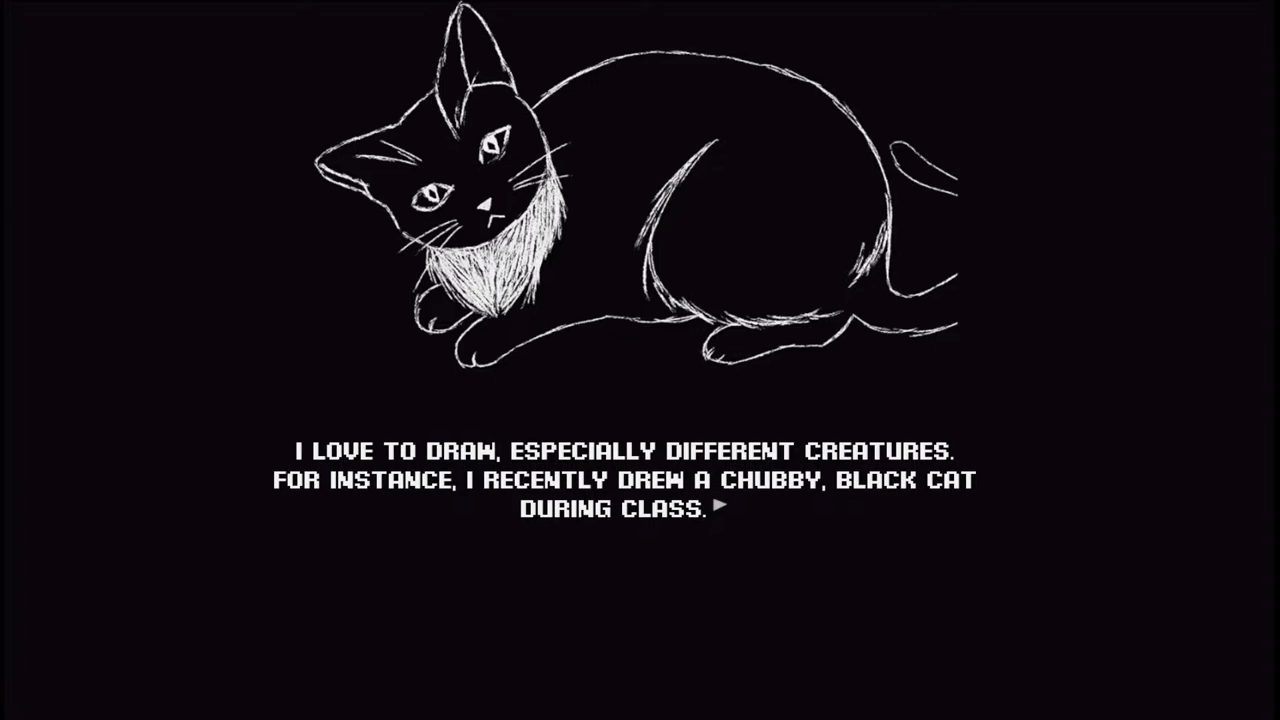 I LOVE TO DRAW, ESPECIALLY DIFFERENT CREATURES.
FOR INSTANCE, I RECENTLY DREW A CHUBBY, BLACK CAT
DURING CLASS.